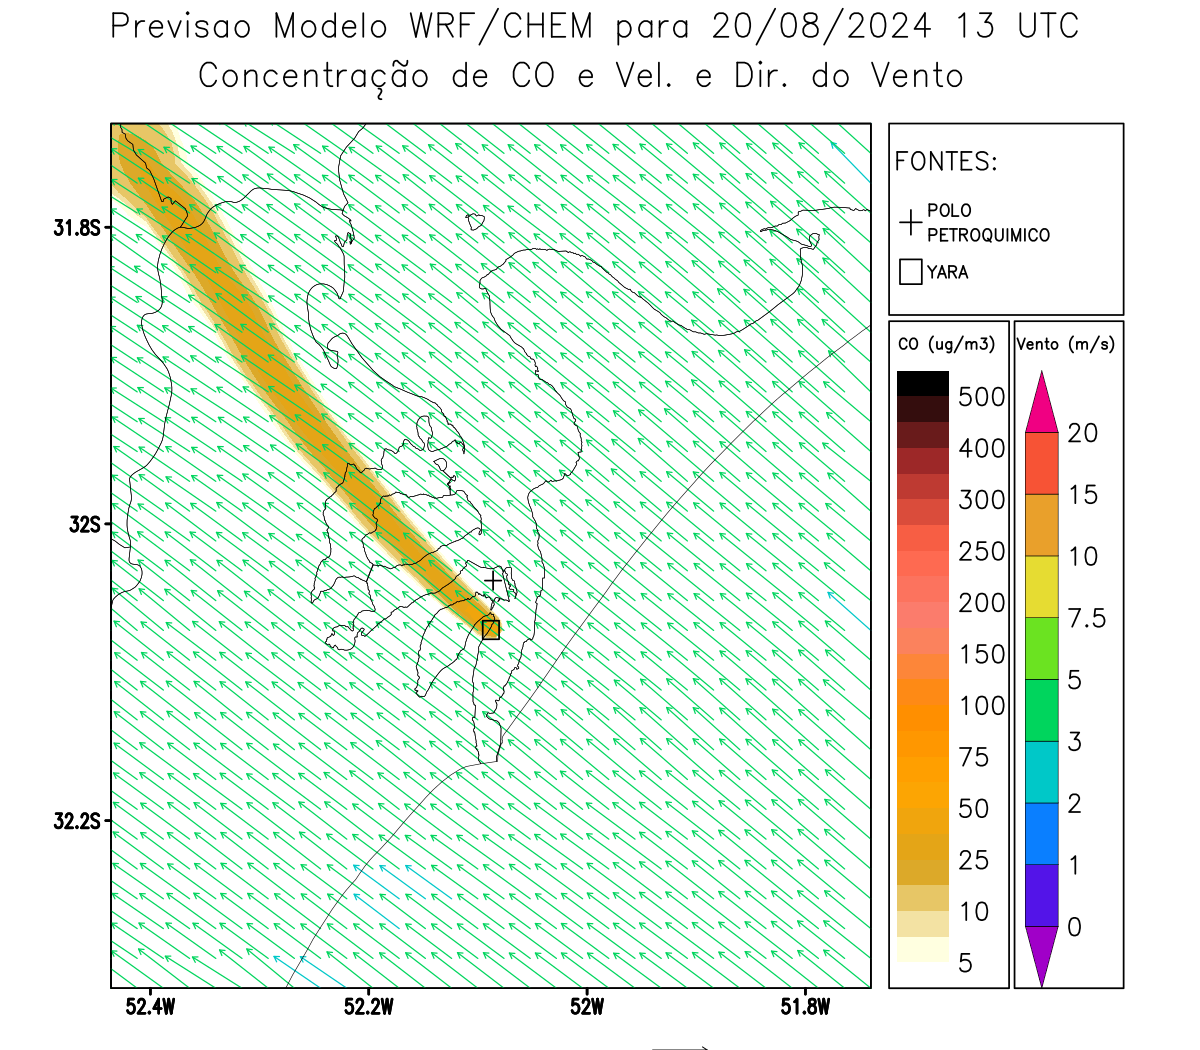 Previsao Modelo WRF/CHEM para 20/08/2024 13 UTC
Concentração de CO e Vel. e Dir. do Vento
FONTES:
POLO
PETROQUIMICO
YARA
CO (ug/m3)
500
400
300
250
200
150
100
75
50
25
10
5
Vento (m/s)
20
15
10
7.5
5
3
2
1
0
31.8S
32S
32.2S
52.4W
52.2W
52W
51.8W